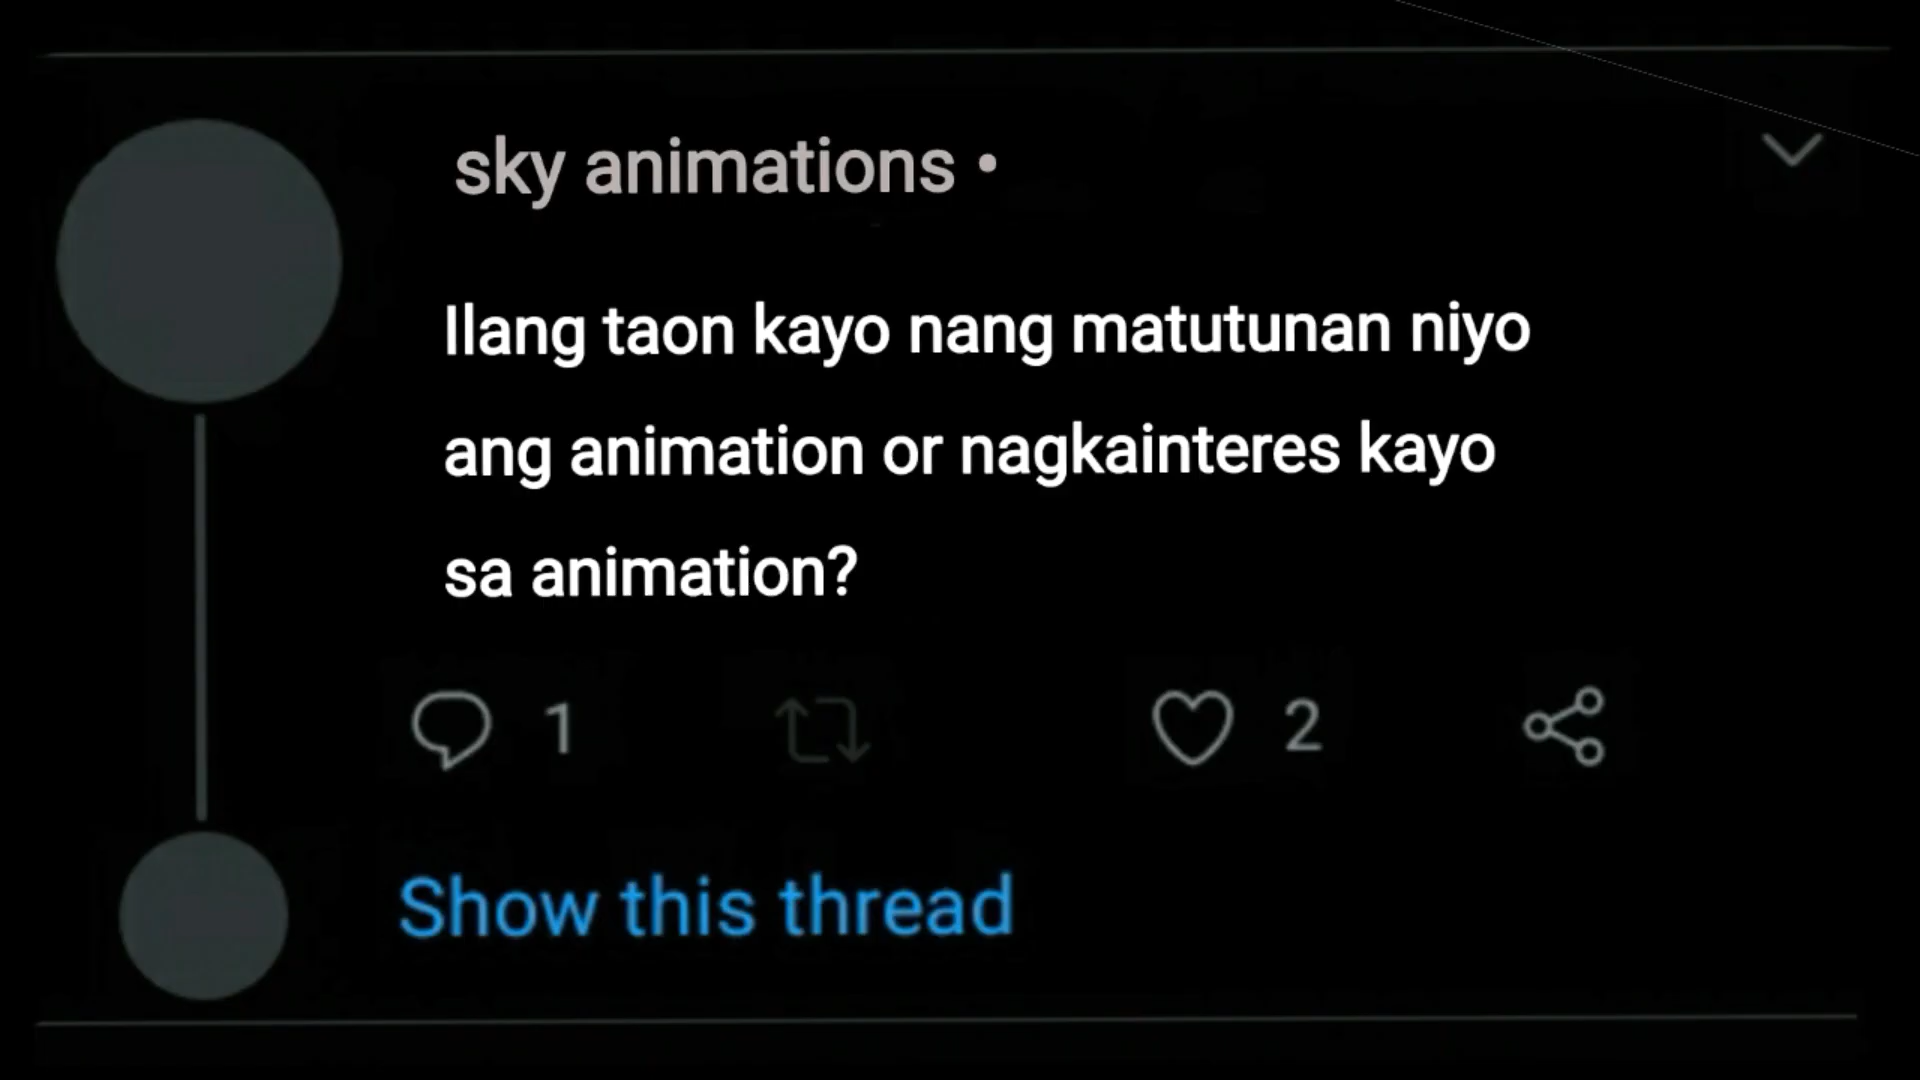 sky animations •
Ilang taon kayo nang matutunan niyo
ang animation or nagkainteres kayo
sa animation?
1
2
Show this thread